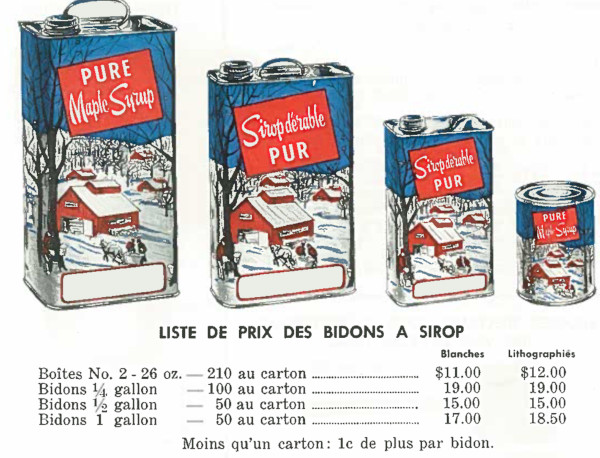 PURE
Maple Syrup
Sirop d'érable
PUR
Sirop d'érable
PUR
PURE
Maple Syrup
LISTE DE PRIX DES BIDONS A SIROP
Blanches Lithographiés
Boîtes No. 2 - 26 oz. — 210 au carton ........................ $11.00 $12.00
Bidons ¼ gallon — 100 au carton ........................ 19.00 19.00
Bidons ½ gallon — 50 au carton ........................ 15.00 15.00
Bidons 1 gallon — 50 au carton ........................ 17.00 18.50
Moins qu'un carton: 1c de plus par bidon.